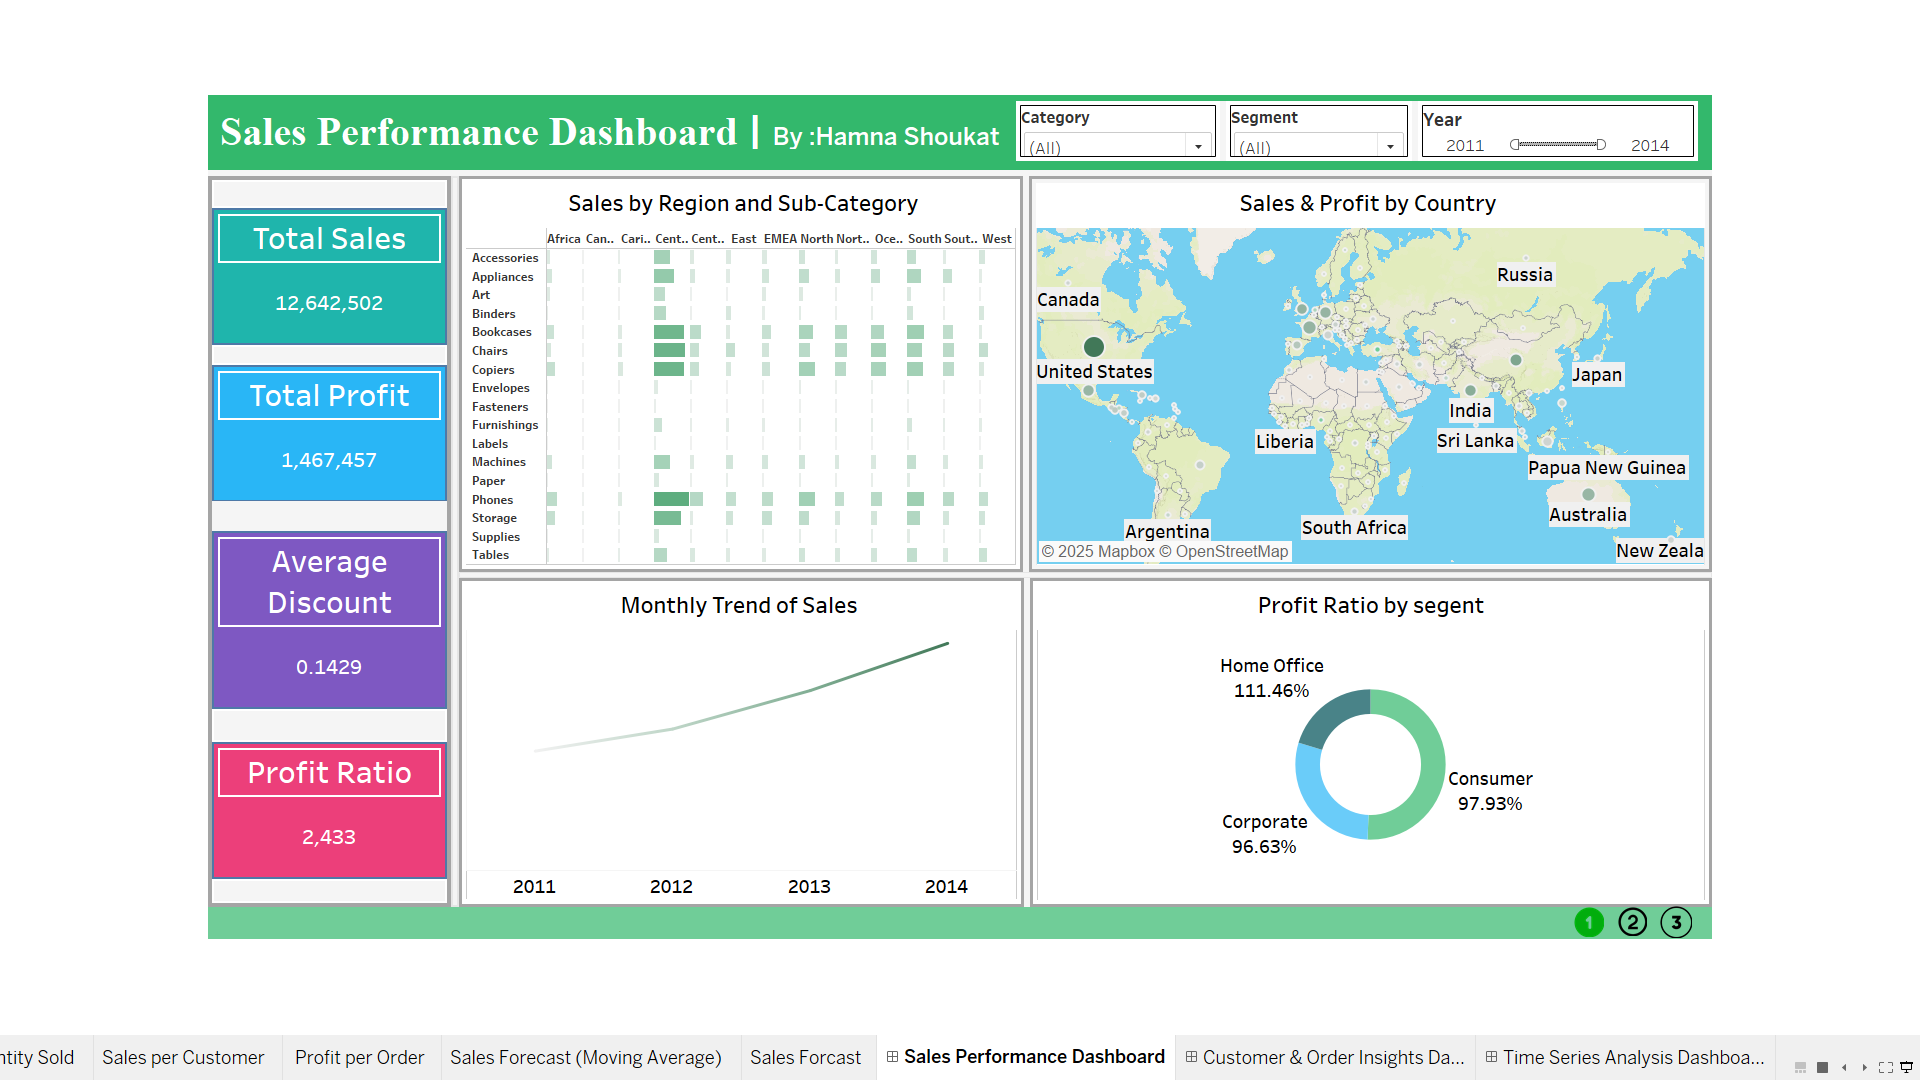 Sales Performance Dashboard | By :Hamna Shoukat
Category
(All)
Segment
(All)
Year
2011
2014
Total Sales
12,642,502
Total Profit
1,467,457
Average
Discount
0.1429
Profit Ratio
2,433
Sales by Region and Sub-Category
Africa Can.. Cari.. Cent.. Cent.. East EMEA North Nort.. Oce.. South Sout.. West
Accessories
Appliances
Art
Binders
Bookcases
Chairs
Copiers
Envelopes
Fasteners
Furnishings
Labels
Machines
Paper
Phones
Storage
Supplies
Tables
Sales & Profit by Country
Russia
Canada
United States
Japan
India
Liberia
Sri Lanka
Papua New Guinea
Australia
South Africa
Argentina
New Zeala
© 2025 Mapbox © OpenStreetMap
Monthly Trend of Sales
2011 2012 2013 2014
Profit Ratio by segent
Home Office
111.46%
Consumer
97.93%
Corporate
96.63%
1 2 3
ntity Sold
Sales per Customer
Profit per Order
Sales Forecast (Moving Average)
Sales Forcast
Sales Performance Dashboard
Customer & Order Insights Da...
Time Series Analysis Dashboa...